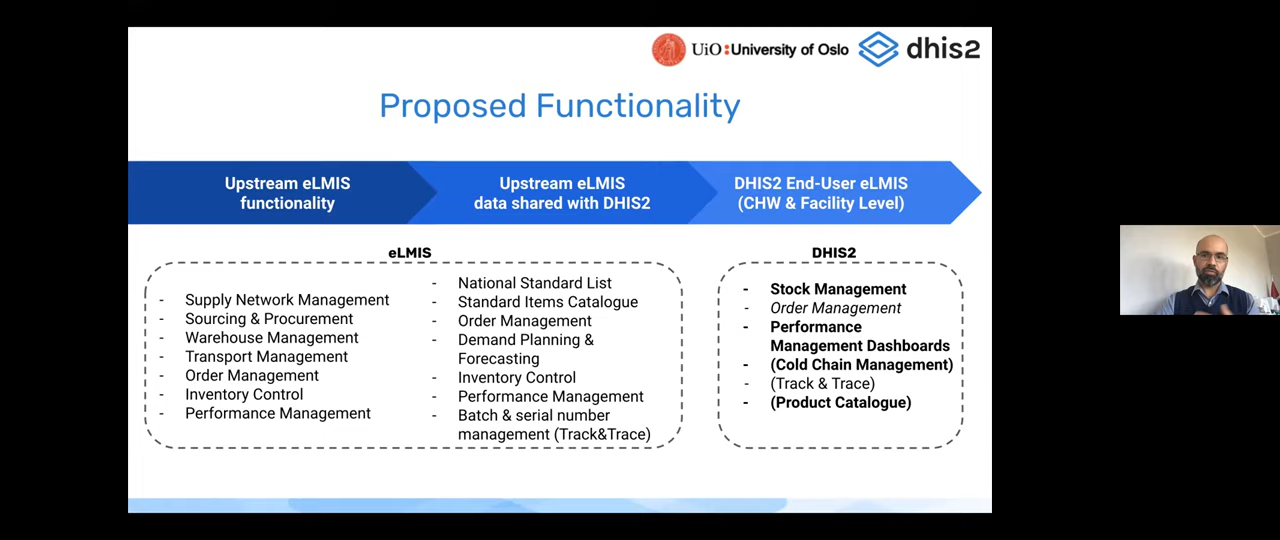 UiO:University of Oslo
dhis2
Proposed Functionality
Upstream eLMIS
functionality
Upstream eLMIS
data shared with DHIS2
DHIS2 End-User eLMIS
(CHW & Facility Level)
eLMIS
- Supply Network Management
- Sourcing & Procurement
- Warehouse Management
- Transport Management
- Order Management
- Inventory Control
- Performance Management
- National Standard List
- Standard Items Catalogue
- Order Management
- Demand Planning &
Forecasting
- Inventory Control
- Performance Management
- Batch & serial number
management (Track&Trace)
DHIS2
- Stock Management
- Order Management
- Performance
Management Dashboards
- (Cold Chain Management)
- (Track & Trace)
- (Product Catalogue)